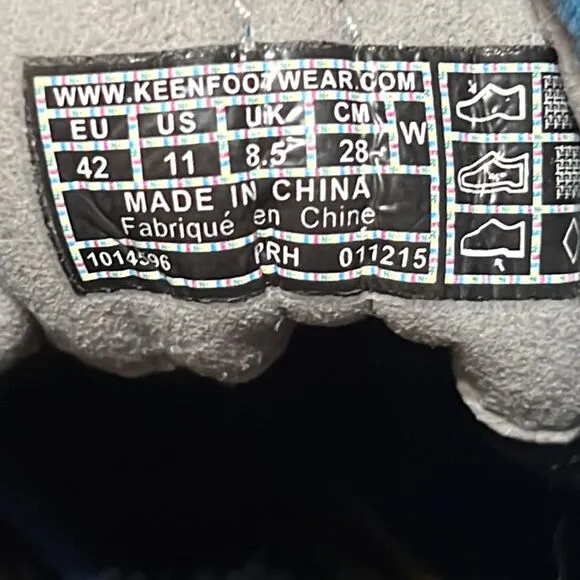 WWW.KEENFOOTWEAR.COM
EU US UK CM W
42 11 8.5 28
MADE IN CHINA
Fabriqué en Chine
1014596 PRH 011215